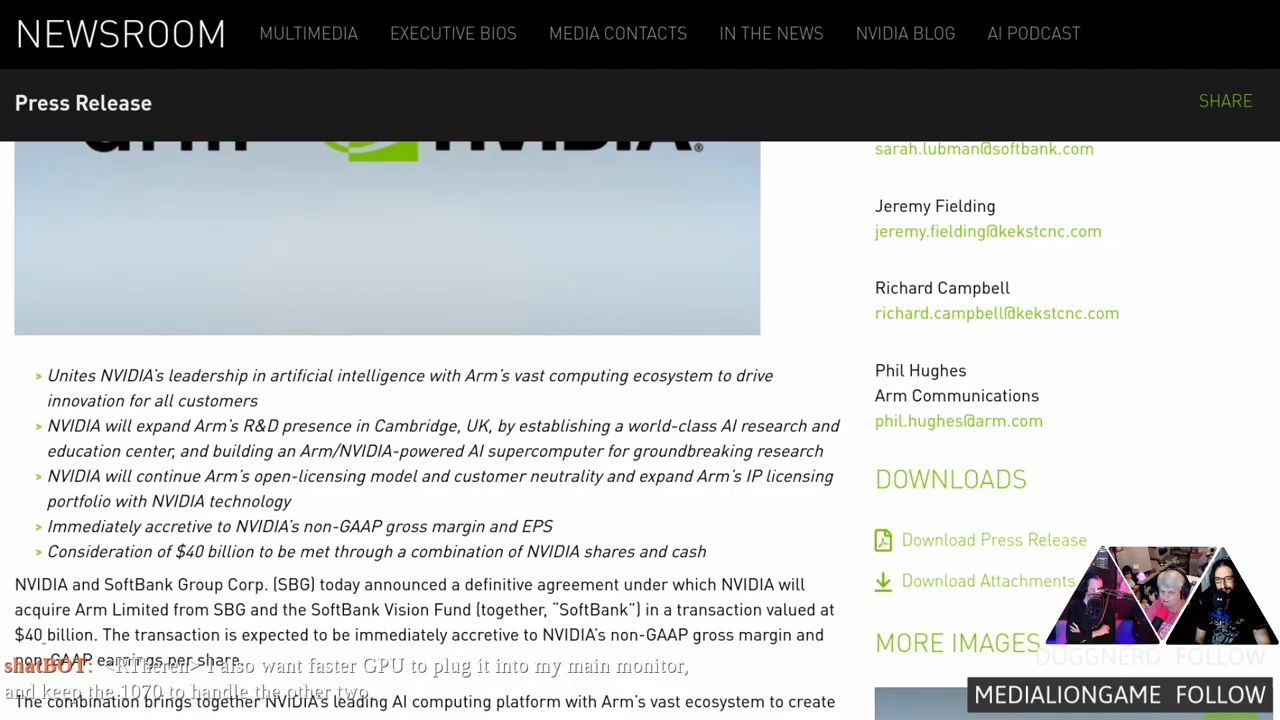 NEWSROOM MULTIMEDIA EXECUTIVE BIOS MEDIA CONTACTS IN THE NEWS NVIDIA BLOG AI PODCAST
Press Release
SHARE
arm NVIDIA®
> Unites NVIDIA's leadership in artificial intelligence with Arm's vast computing ecosystem to drive
innovation for all customers
> NVIDIA will expand Arm's R&D presence in Cambridge, UK, by establishing a world-class AI research and
education center, and building an Arm/NVIDIA-powered AI supercomputer for groundbreaking research
> NVIDIA will continue Arm's open-licensing model and customer neutrality and expand Arm's IP licensing
portfolio with NVIDIA technology
> Immediately accretive to NVIDIA's non-GAAP gross margin and EPS
> Consideration of $40 billion to be met through a combination of NVIDIA shares and cash
NVIDIA and SoftBank Group Corp. (SBG) today announced a definitive agreement under which NVIDIA will
acquire Arm Limited from SBG and the SoftBank Vision Fund (together, “SoftBank”) in a transaction valued at
$40 billion. The transaction is expected to be immediately accretive to NVIDIA's non-GAAP gross margin and
non-GAAP earnings per share.
The combination brings together NVIDIA's leading AI computing platform with Arm's vast ecosystem to create
sarah.lubman@softbank.com
Jeremy Fielding
jeremy.fielding@kekstcnc.com
Richard Campbell
richard.campbell@kekstcnc.com
Phil Hughes
Arm Communications
phil.hughes@arm.com
DOWNLOADS
Download Press Release
Download Attachments
MORE IMAGES
shatBOT: I also want faster GPU to plug it into my main monitor,
and keep the 1070 to handle the other two.
DUGGNERD FOLLOW
MEDIALIONGAME FOLLOW